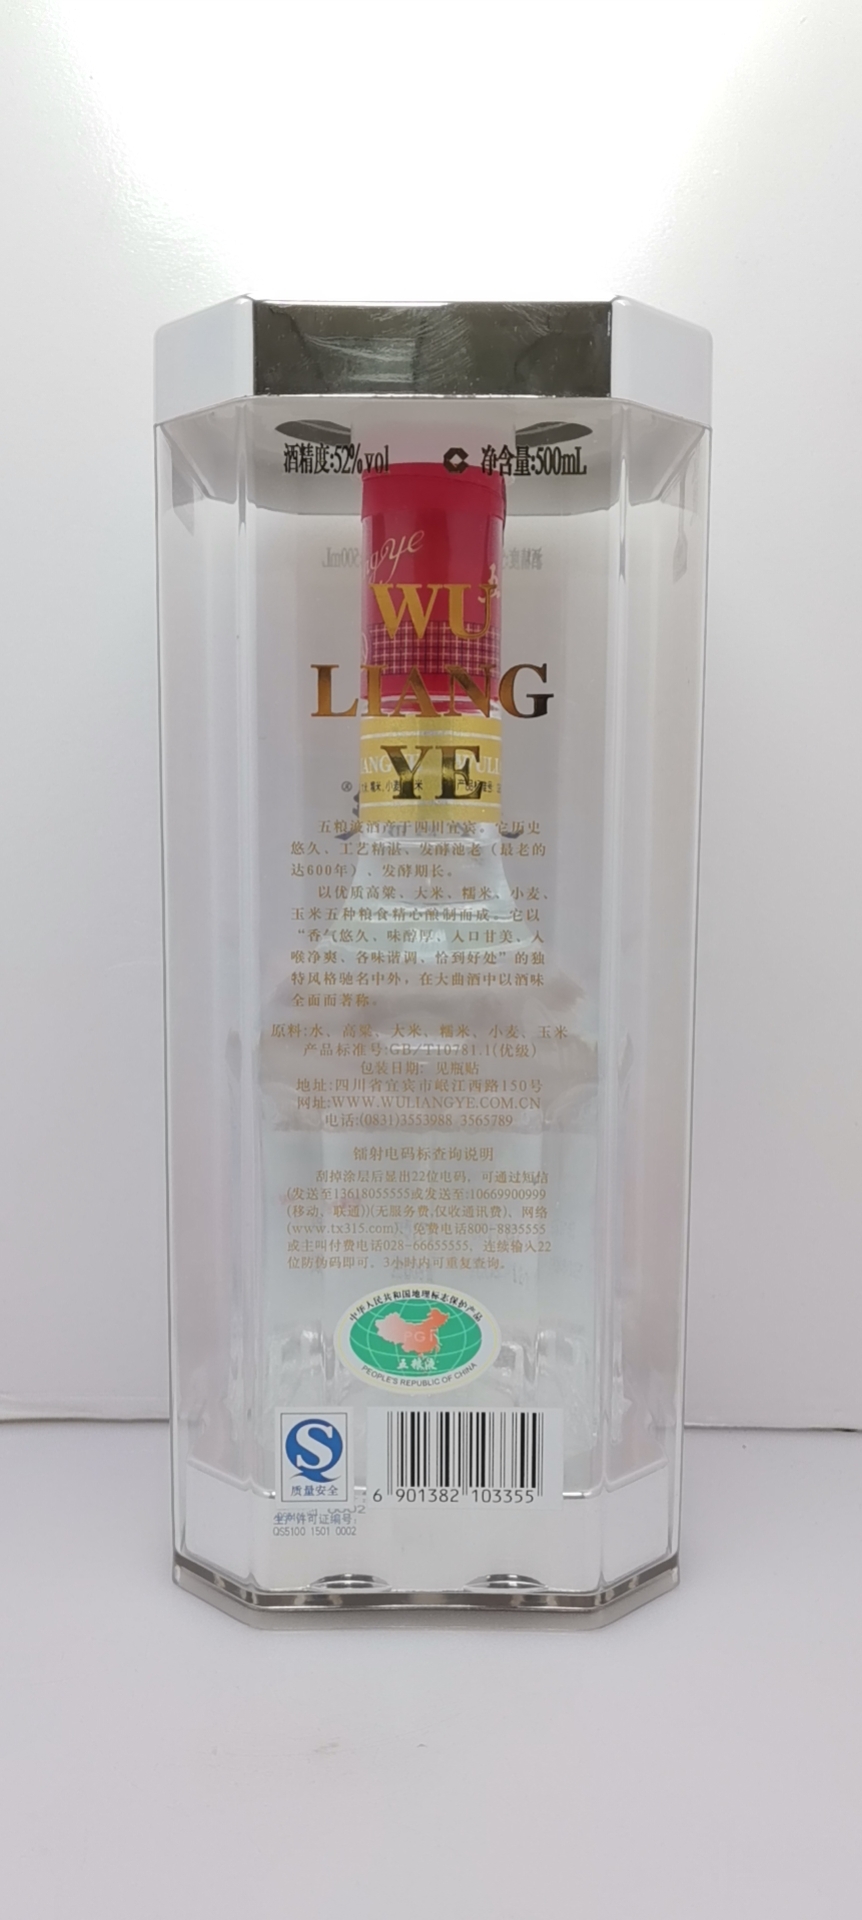 酒精度:52%vol 净含量:500mL
WU
LIANG
YE
五粮液酒产于四川宜宾。它历史
悠久、工艺精湛、发酵池老（最老的
达600年）、发酵期长。
以优质高粱、大米、糯米、小麦、
玉米五种粮食精心酿制而成。它以
“香气悠久、味醇厚、入口甘美、入
喉净爽、各味谐调、恰到好处”的独
特风格驰名中外，在大曲酒中以酒味
全面而著称。
原料:水、高粱、大米、糯米、小麦、玉米
产品标准号:GB/T10781.1(优级)
包装日期：见瓶贴
地址:四川省宜宾市岷江西路150号
网址:WWW.WULIANGYE.COM.CN
电话:(0831)3553988 3565789
镭射电码标查询说明
刮掉涂层后显出22位电码，可通过短信
(发送至13618055555或发送至:10669900999
(移动、联通))(无服务费,仅收通讯费)、网络
(www.tx315.com)、免费电话800-8835555
或主叫付费电话028-66655555，连续输入22
位防伪码即可，3小时内可重复查询。
中华人民共和国地理标志保护产品
PGI
五粮液
PEOPLE'S REPUBLIC OF CHINA
质量安全
6 901382 103355
生产许可证编号:
QS5100 1501 0002